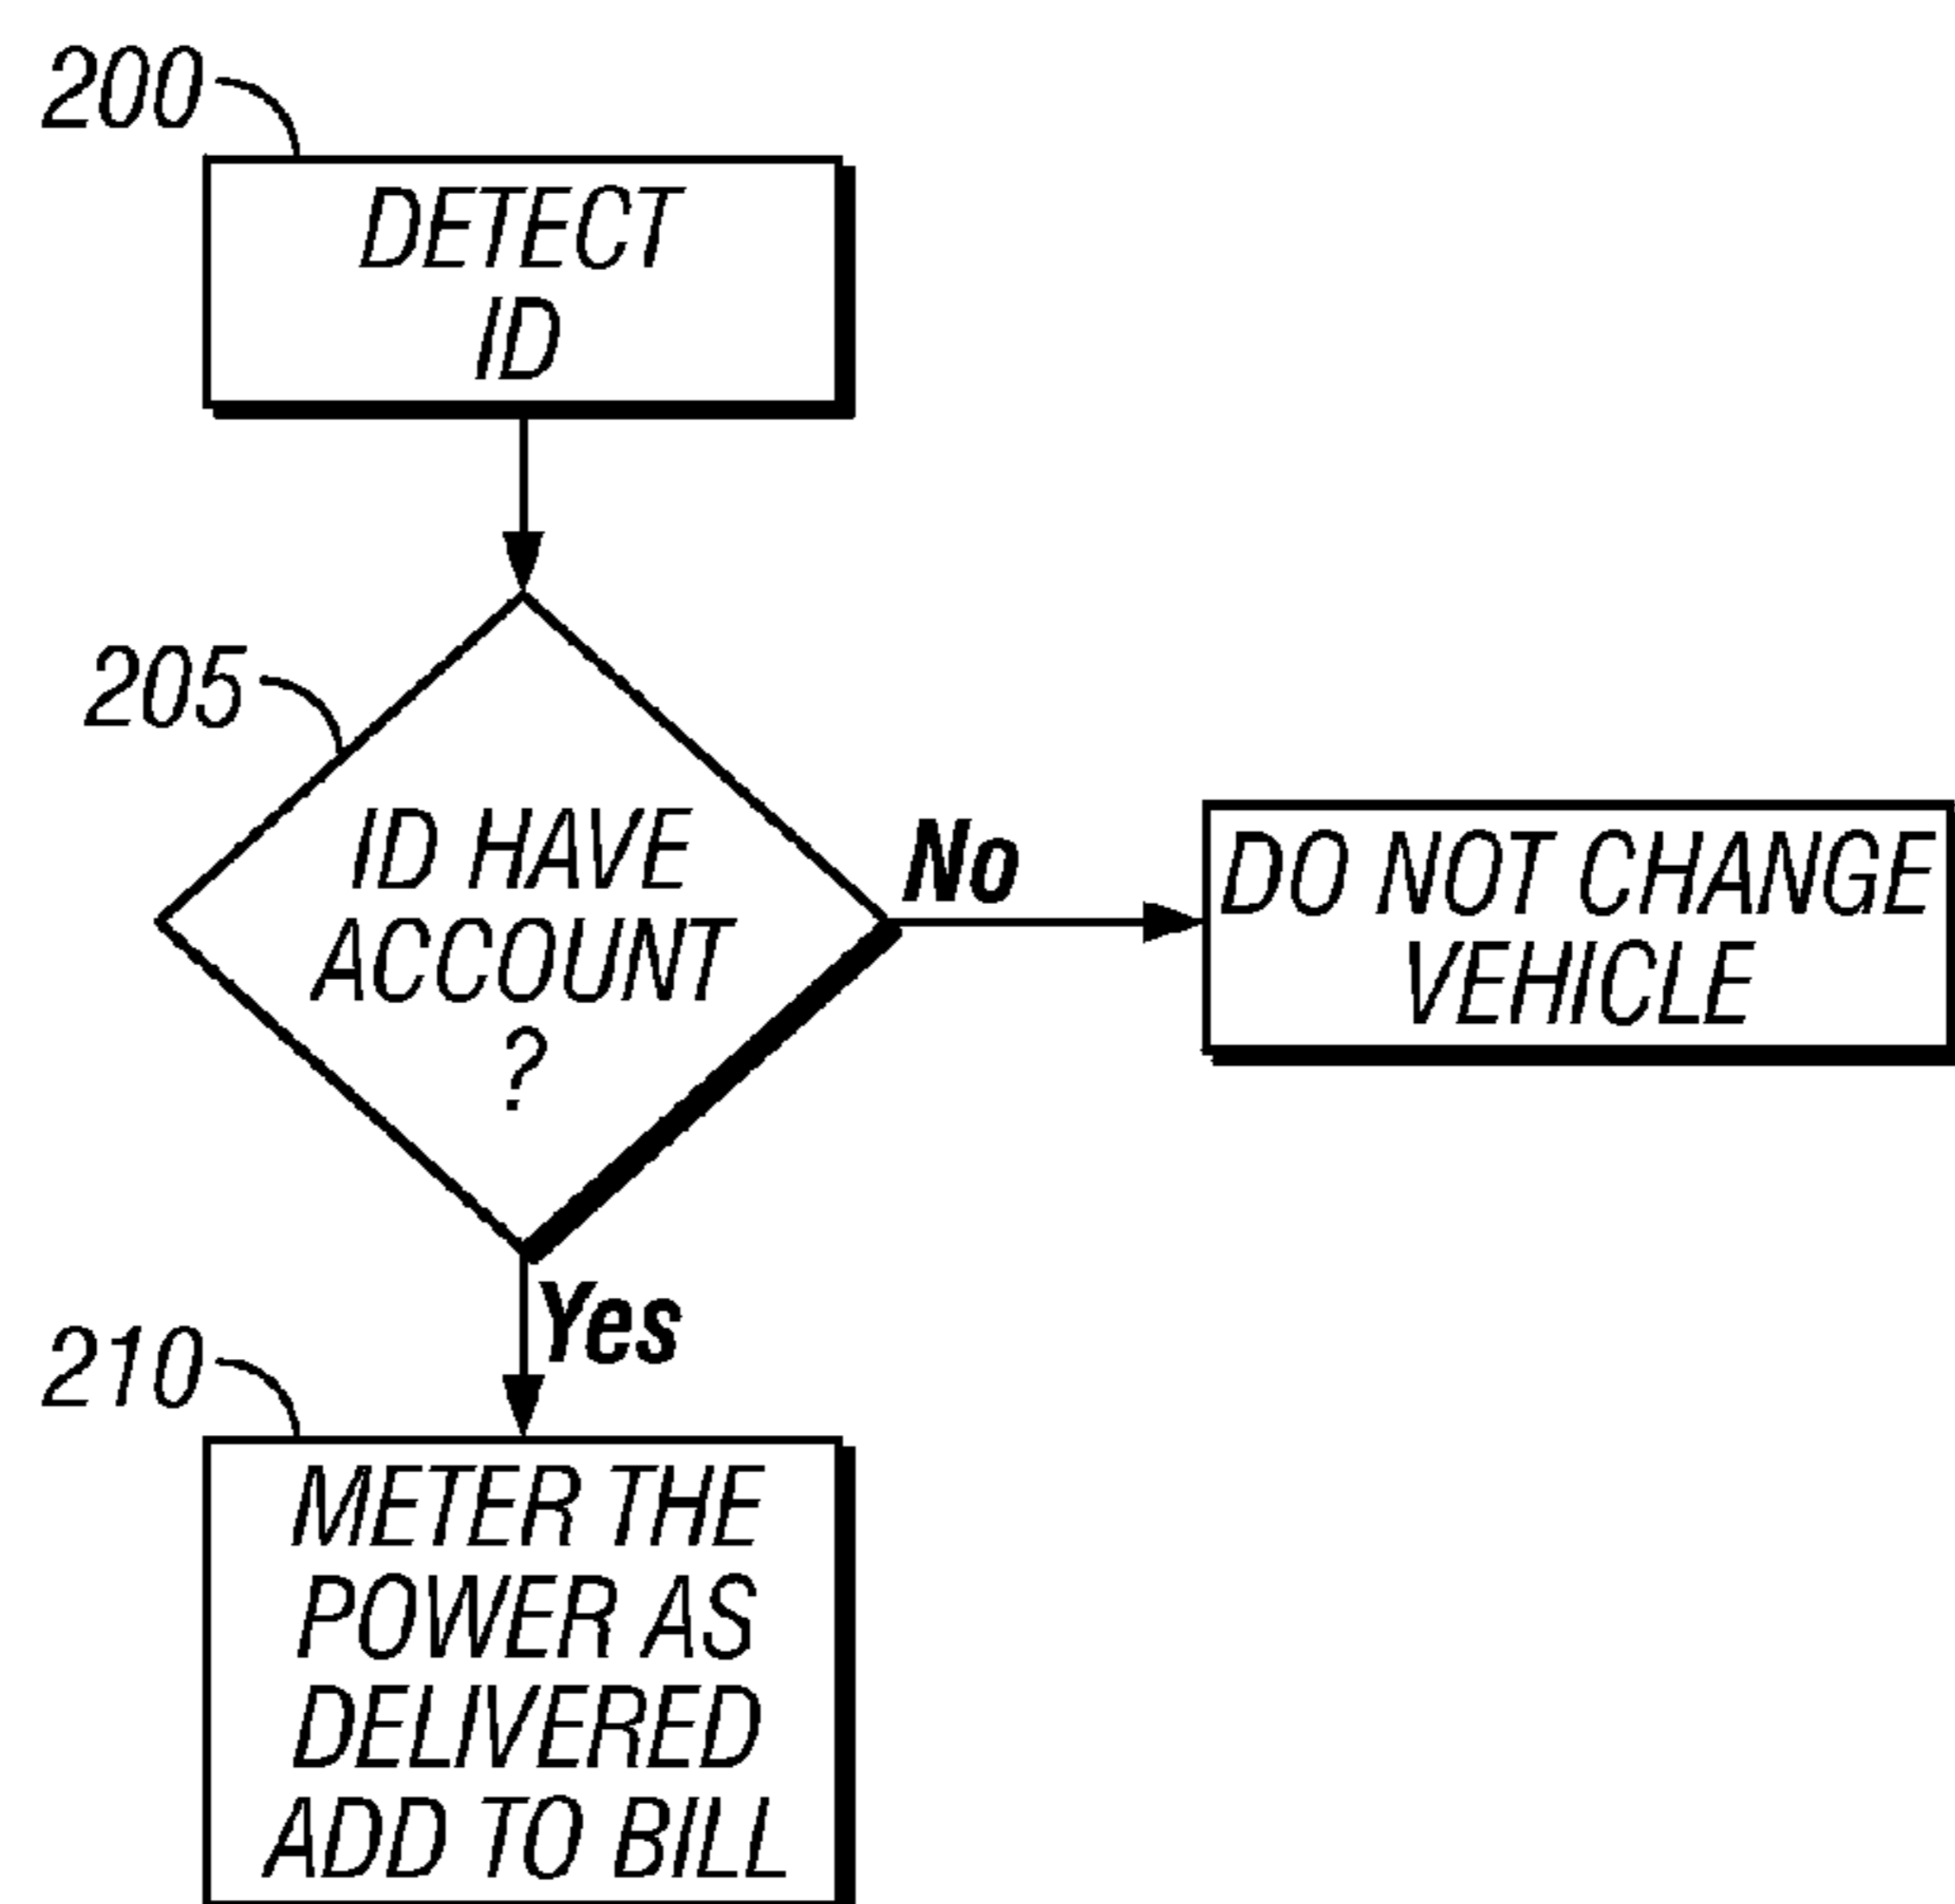 200
DETECT
ID
205
ID HAVE
ACCOUNT
?
No
DO NOT CHANGE
VEHICLE
Yes
210
METER THE
POWER AS
DELIVERED
ADD TO BILL